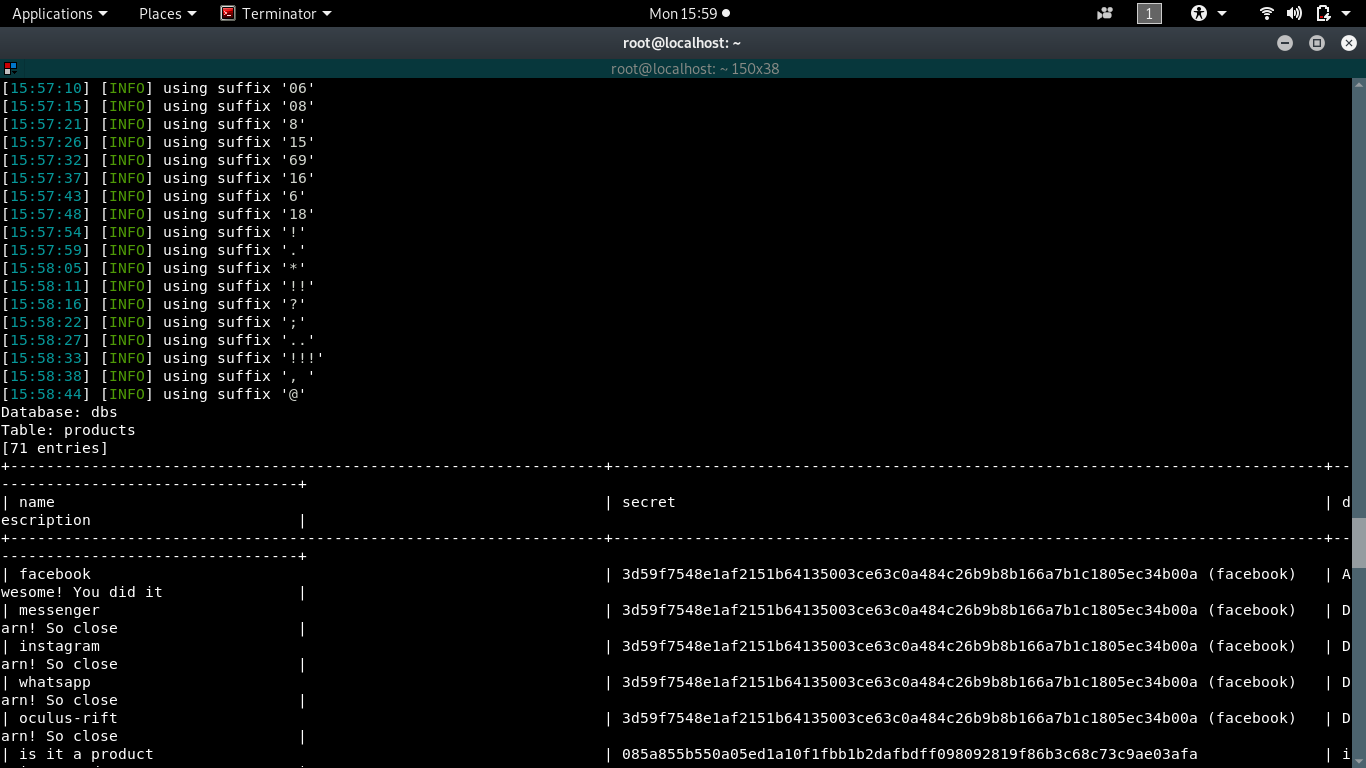 Applications Places Terminator Mon 15:59 1
root@localhost: ~
root@localhost: ~ 150x38
[15:57:10] [INFO] using suffix '06'
[15:57:15] [INFO] using suffix '08'
[15:57:21] [INFO] using suffix '8'
[15:57:26] [INFO] using suffix '15'
[15:57:32] [INFO] using suffix '69'
[15:57:37] [INFO] using suffix '16'
[15:57:43] [INFO] using suffix '6'
[15:57:48] [INFO] using suffix '18'
[15:57:54] [INFO] using suffix '!'
[15:57:59] [INFO] using suffix '.'
[15:58:05] [INFO] using suffix '*'
[15:58:11] [INFO] using suffix '!!'
[15:58:16] [INFO] using suffix '?'
[15:58:22] [INFO] using suffix ';'
[15:58:27] [INFO] using suffix '..'
[15:58:33] [INFO] using suffix '!!!'
[15:58:38] [INFO] using suffix ', '
[15:58:44] [INFO] using suffix '@'
Database: dbs
Table: products
[71 entries]
+------------------------------------------------------------------+-------------------------------------------------------------------------------+--
---------------------------------+
| name | secret | d
escription |
+------------------------------------------------------------------+-------------------------------------------------------------------------------+--
---------------------------------+
| facebook | 3d59f7548e1af2151b64135003ce63c0a484c26b9b8b166a7b1c1805ec34b00a (facebook) | A
wesome! You did it |
| messenger | 3d59f7548e1af2151b64135003ce63c0a484c26b9b8b166a7b1c1805ec34b00a (facebook) | D
arn! So close |
| instagram | 3d59f7548e1af2151b64135003ce63c0a484c26b9b8b166a7b1c1805ec34b00a (facebook) | D
arn! So close |
| whatsapp | 3d59f7548e1af2151b64135003ce63c0a484c26b9b8b166a7b1c1805ec34b00a (facebook) | D
arn! So close |
| oculus-rift | 3d59f7548e1af2151b64135003ce63c0a484c26b9b8b166a7b1c1805ec34b00a (facebook) | D
arn! So close |
| is it a product | 085a855b550a05ed1a10f1fbb1b2dafbdff098092819f86b3c68c73c9ae03afa | i